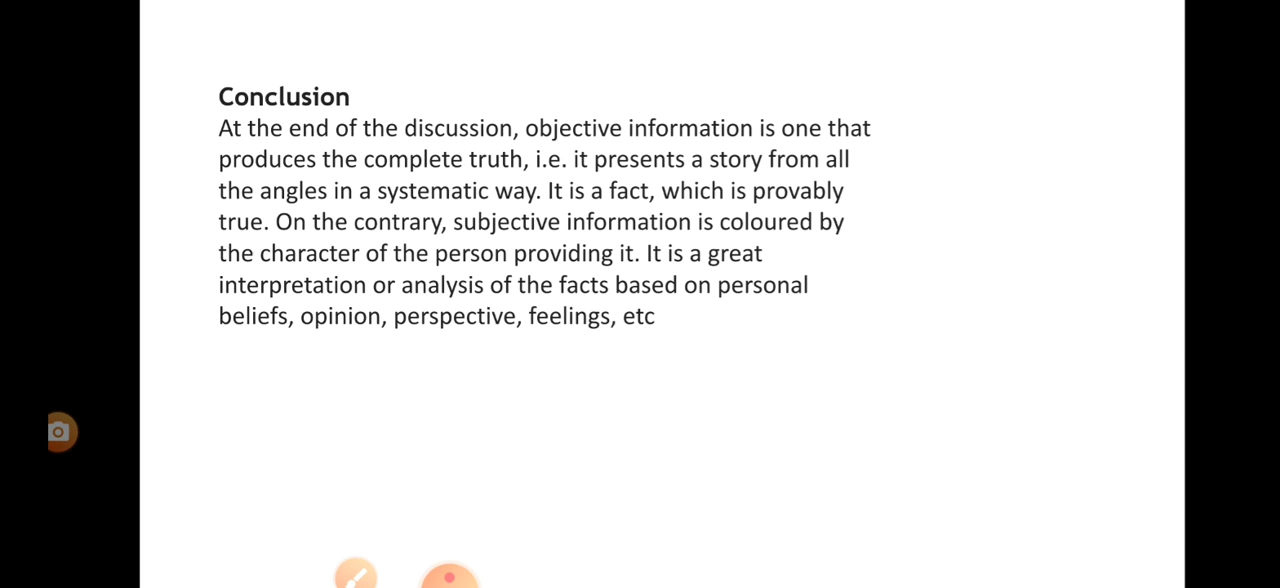 Conclusion
At the end of the discussion, objective information is one that
produces the complete truth, i.e. it presents a story from all
the angles in a systematic way. It is a fact, which is provably
true. On the contrary, subjective information is coloured by
the character of the person providing it. It is a great
interpretation or analysis of the facts based on personal
beliefs, opinion, perspective, feelings, etc